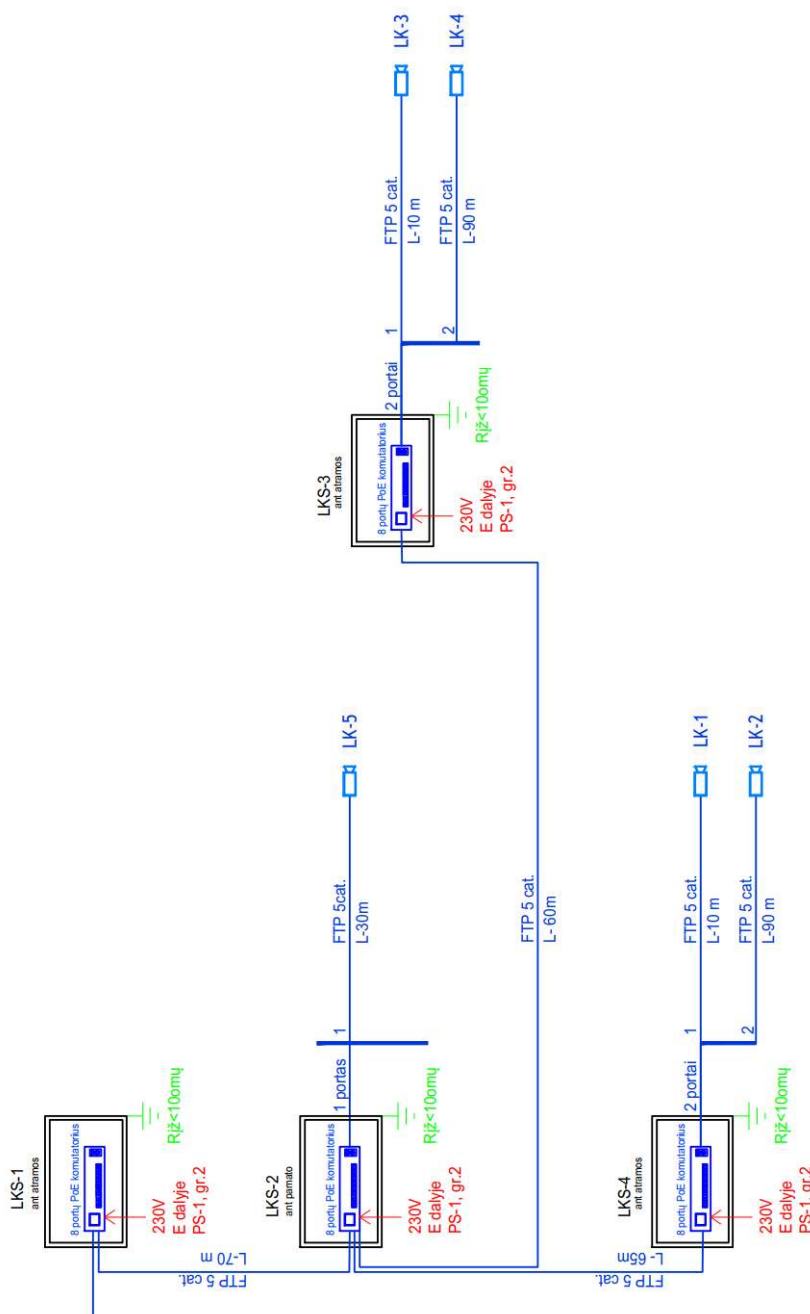 LKS-1
ant atramos
8 portų PoE komutatorius
Rįž<10omų
230V
E dalyje
PS-1, gr.2
FTP 5 cat.
L-70 m
LKS-2
ant pamato
8 portų PoE komutatorius
1 portas
1
FTP 5cat.
L-30m
LK-5
Rįž<10omų
230V
E dalyje
PS-1, gr.2
FTP 5 cat.
L- 60m
LKS-3
ant atramos
8 portų PoE komutatorius
2 portai
1
FTP 5 cat.
L-10 m
LK-3
2
FTP 5 cat.
L-90 m
LK-4
Rįž<10omų
230V
E dalyje
PS-1, gr.2
FTP 5 cat.
L- 65m
LKS-4
ant atramos
8 portų PoE komutatorius
2 portai
1
FTP 5 cat.
L-10 m
LK-1
2
FTP 5 cat.
L-90 m
LK-2
Rįž<10omų
230V
E dalyje
PS-1, gr.2